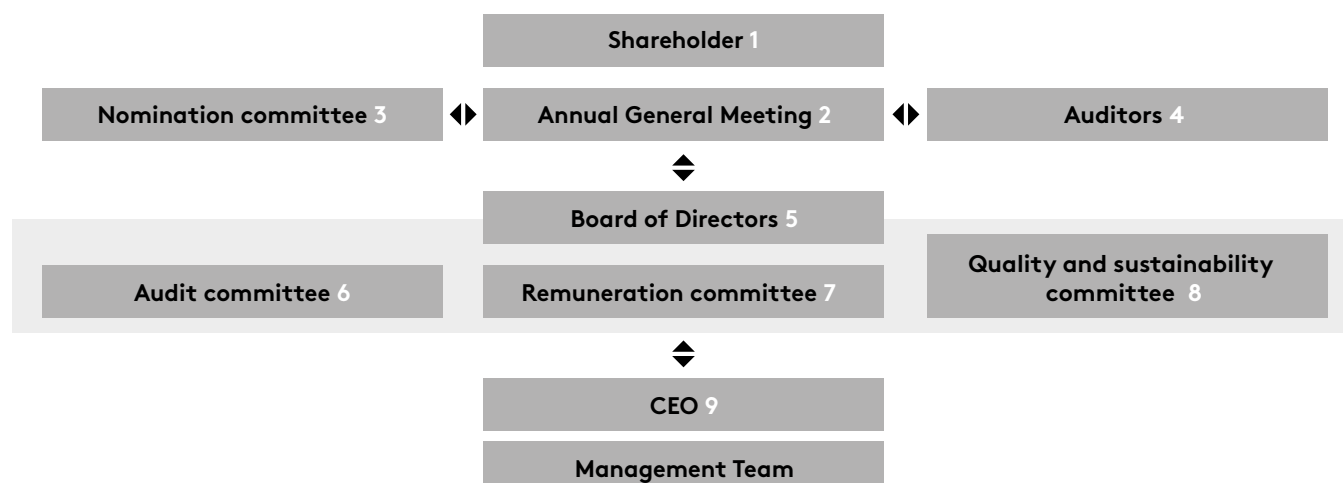 Shareholder 1
Nomination committee 3
Annual General Meeting 2
Auditors 4
Board of Directors 5
Audit committee 6
Remuneration committee 7
Quality and sustainability
committee 8
CEO 9
Management Team